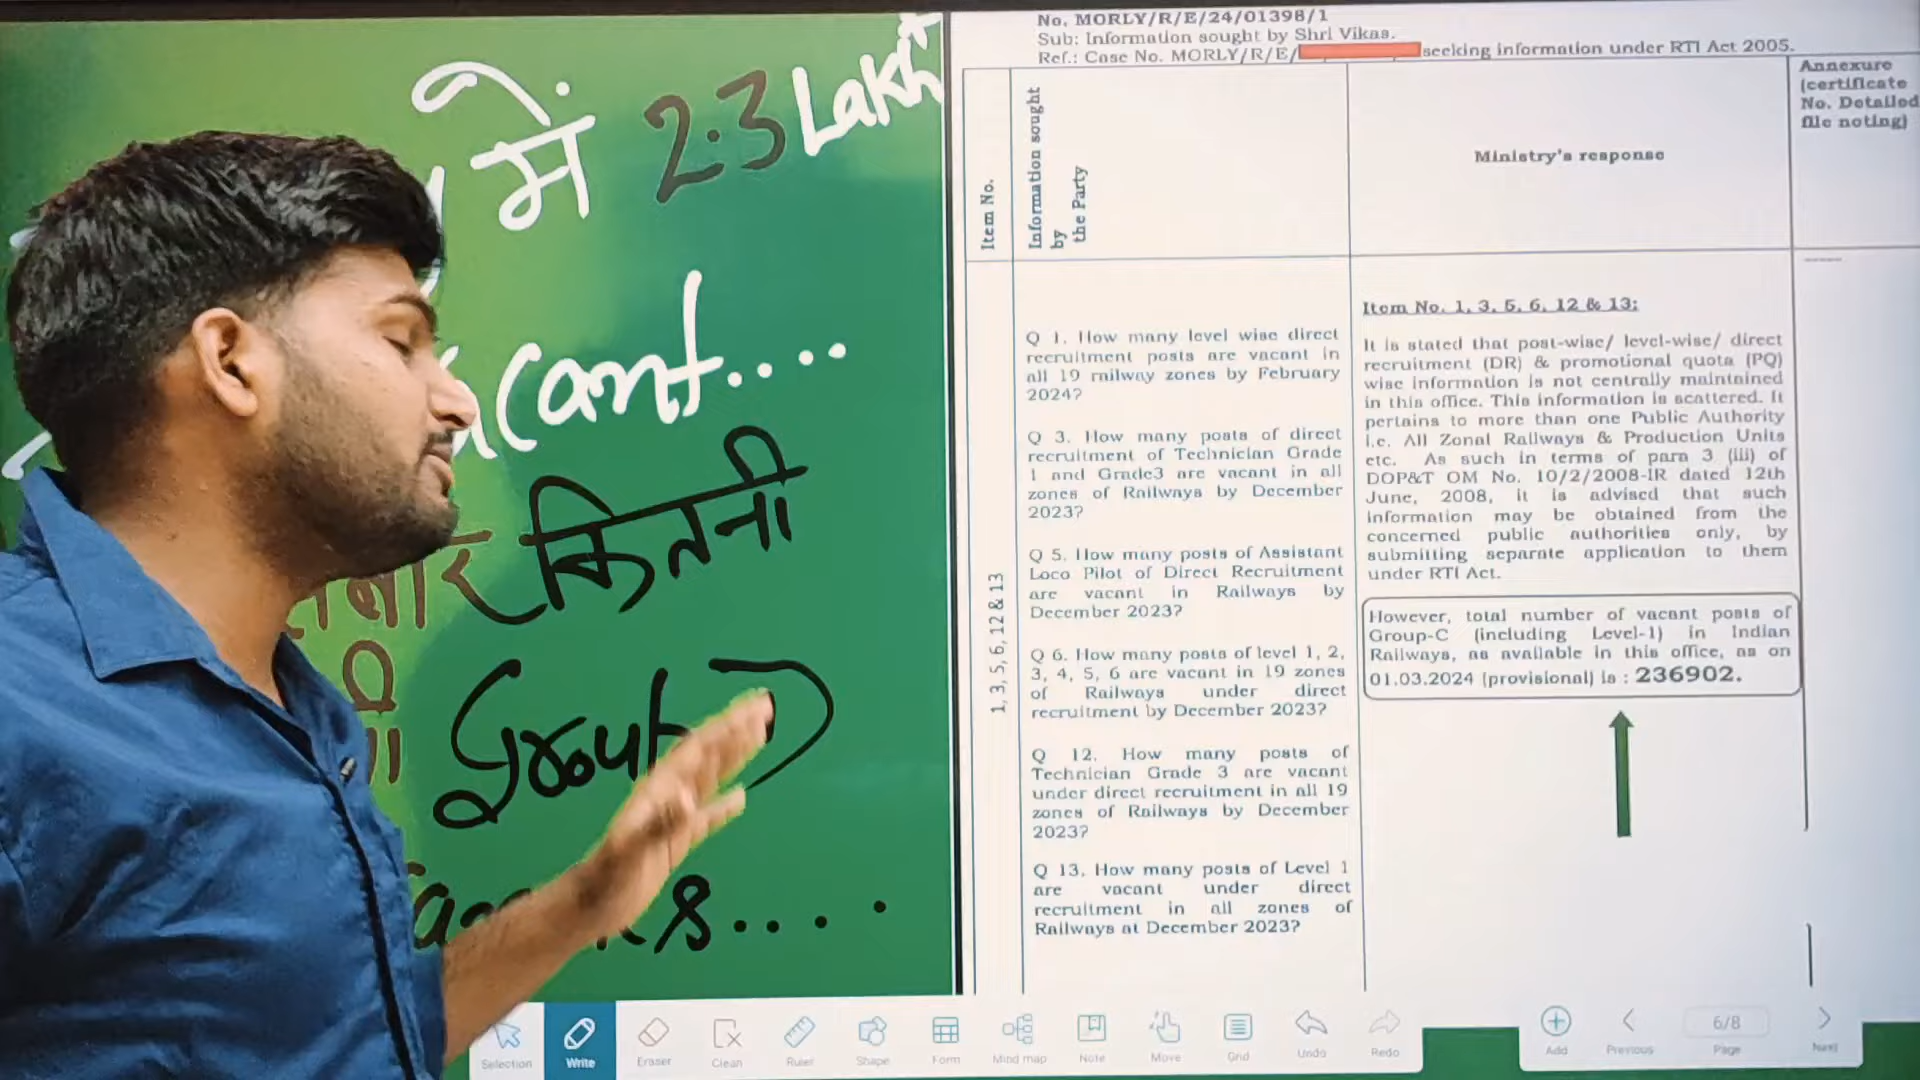 में 2.3 Lakh+
cant....
बार कितनी
Group D
....
No. MORLY/R/E/24/01398/1
Sub: Information sought by Shri Vikas.
Ref.: Case No. MORLY/R/E/ seeking information under RTI Act 2005.
Item No.
Information sought
by
the Party
Ministry's response
Annexure
(certificate
No. Detailed
file noting)
1, 3, 5, 6, 12 & 13
Q 1. How many level wise direct
recruitment posts are vacant in
all 19 railway zones by February
2024?
Q 3. How many posts of direct
recruitment of Technician Grade
1 and Grade3 are vacant in all
zones of Railways by December
2023?
Q 5. How many posts of Assistant
Loco Pilot of Direct Recruitment
are vacant in Railways by
December 2023?
Q 6. How many posts of level 1, 2,
3, 4, 5, 6 are vacant in 19 zones
of Railways under direct
recruitment by December 2023?
Q 12. How many posts of
Technician Grade 3 are vacant
under direct recruitment in all 19
zones of Railways by December
2023?
Q 13. How many posts of Level 1
are vacant under direct
recruitment in all zones of
Railways at December 2023?
Item No. 1, 3, 5, 6, 12 & 13:
It is stated that post-wise/ level-wise/ direct
recruitment (DR) & promotional quota (PQ)
wise information is not centrally maintained
in this office. This information is scattered. It
pertains to more than one Public Authority
i.e. All Zonal Railways & Production Units
etc. As such in terms of para 3 (iii) of
DOP&T OM No. 10/2/2008-IR dated 12th
June, 2008, it is advised that such
information may be obtained from the
concerned public authorities only, by
submitting separate application to them
under RTI Act.
However, total number of vacant posts of
Group-C (including Level-1) in Indian
Railways, as available in this office, as on
01.03.2024 (provisional) is : 236902.
Selection Write Eraser Clean Ruler Shape Form Mind map Note Move Grid Undo Redo
Add Previous 6/8 Page Next